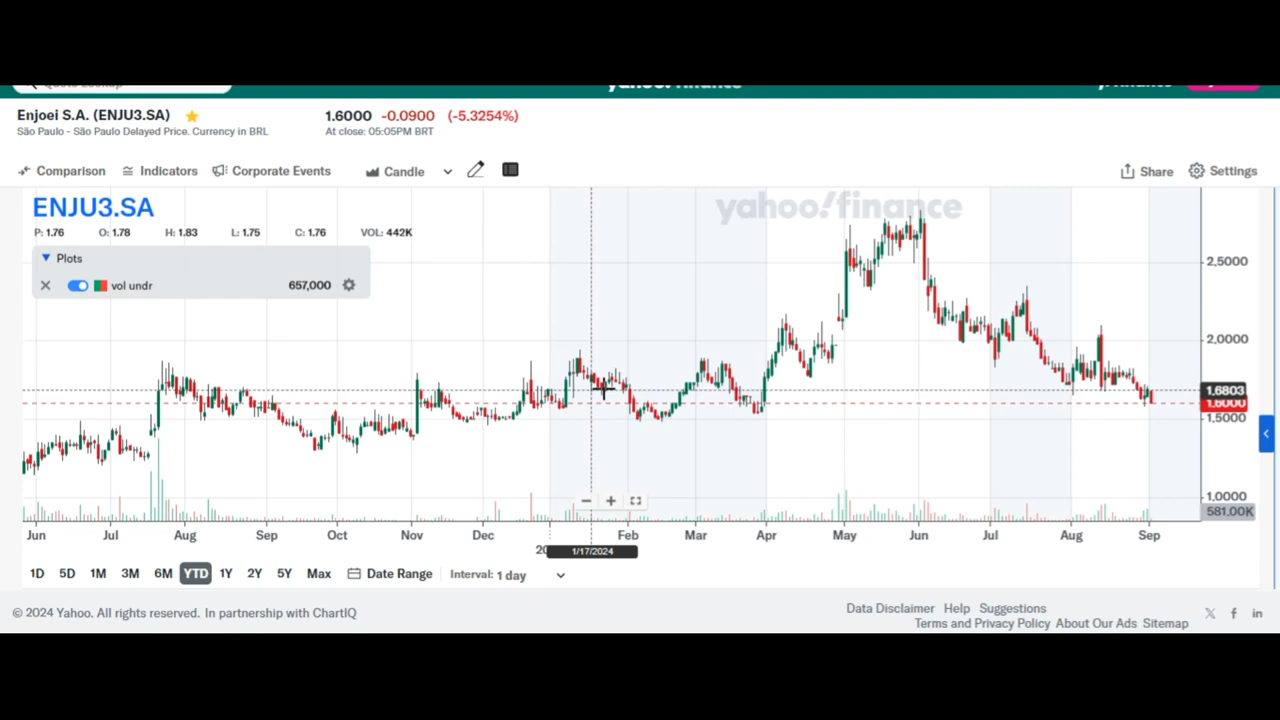 Enjoei S.A. (ENJU3.SA)
1.6000 -0.0900 (-5.3254%)
São Paulo - São Paulo Delayed Price. Currency in BRL
At close: 05:05PM BRT
Comparison Indicators Corporate Events Candle Share Settings
ENJU3.SA
yahoo!finance
P: 1.76 O: 1.78 H: 1.83 L: 1.75 C: 1.76 VOL: 442K
Plots
vol undr 657,000
2.5000
2.0000
1.6803
1.6000
1.5000
1.0000
581.00K
Jun Jul Aug Sep Oct Nov Dec Feb Mar Apr May Jun Jul Aug Sep
20 1/17/2024
1D 5D 1M 3M 6M YTD 1Y 2Y 5Y Max Date Range Interval: 1 day
© 2024 Yahoo. All rights reserved. In partnership with ChartIQ
Data Disclaimer Help Suggestions
Terms and Privacy Policy About Our Ads Sitemap